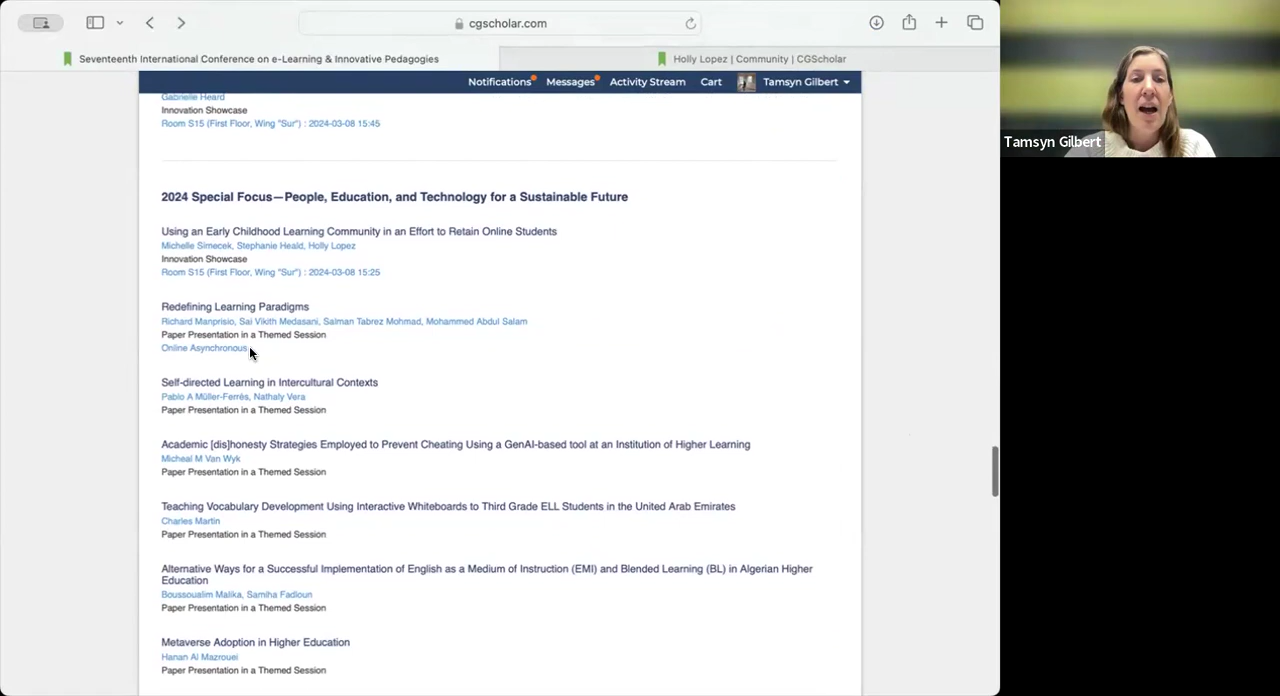 cgscholar.com
Seventeenth International Conference on e-Learning & Innovative Pedagogies
Holly Lopez | Community | CGScholar
Notifications Messages Activity Stream Cart Tamsyn Gilbert
Gabrielle Heard
Innovation Showcase
Room S15 (First Floor, Wing "Sur") : 2024-03-08 15:45
2024 Special Focus—People, Education, and Technology for a Sustainable Future
Using an Early Childhood Learning Community in an Effort to Retain Online Students
Michelle Simecek, Stephanie Heald, Holly Lopez
Innovation Showcase
Room S15 (First Floor, Wing "Sur") : 2024-03-08 15:25
Redefining Learning Paradigms
Richard Manprisio, Sai Vikith Medasani, Salman Tabrez Mohmad, Mohammed Abdul Salam
Paper Presentation in a Themed Session
Online Asynchronous
Self-directed Learning in Intercultural Contexts
Pablo A Müller-Ferrés, Nathaly Vera
Paper Presentation in a Themed Session
Academic [dis]honesty Strategies Employed to Prevent Cheating Using a GenAI-based tool at an Institution of Higher Learning
Micheal M Van Wyk
Paper Presentation in a Themed Session
Teaching Vocabulary Development Using Interactive Whiteboards to Third Grade ELL Students in the United Arab Emirates
Charles Martin
Paper Presentation in a Themed Session
Alternative Ways for a Successful Implementation of English as a Medium of Instruction (EMI) and Blended Learning (BL) in Algerian Higher
Education
Boussoualim Malika, Samiha Fadloun
Paper Presentation in a Themed Session
Metaverse Adoption in Higher Education
Hanan Al Mazrouei
Paper Presentation in a Themed Session
Tamsyn Gilbert